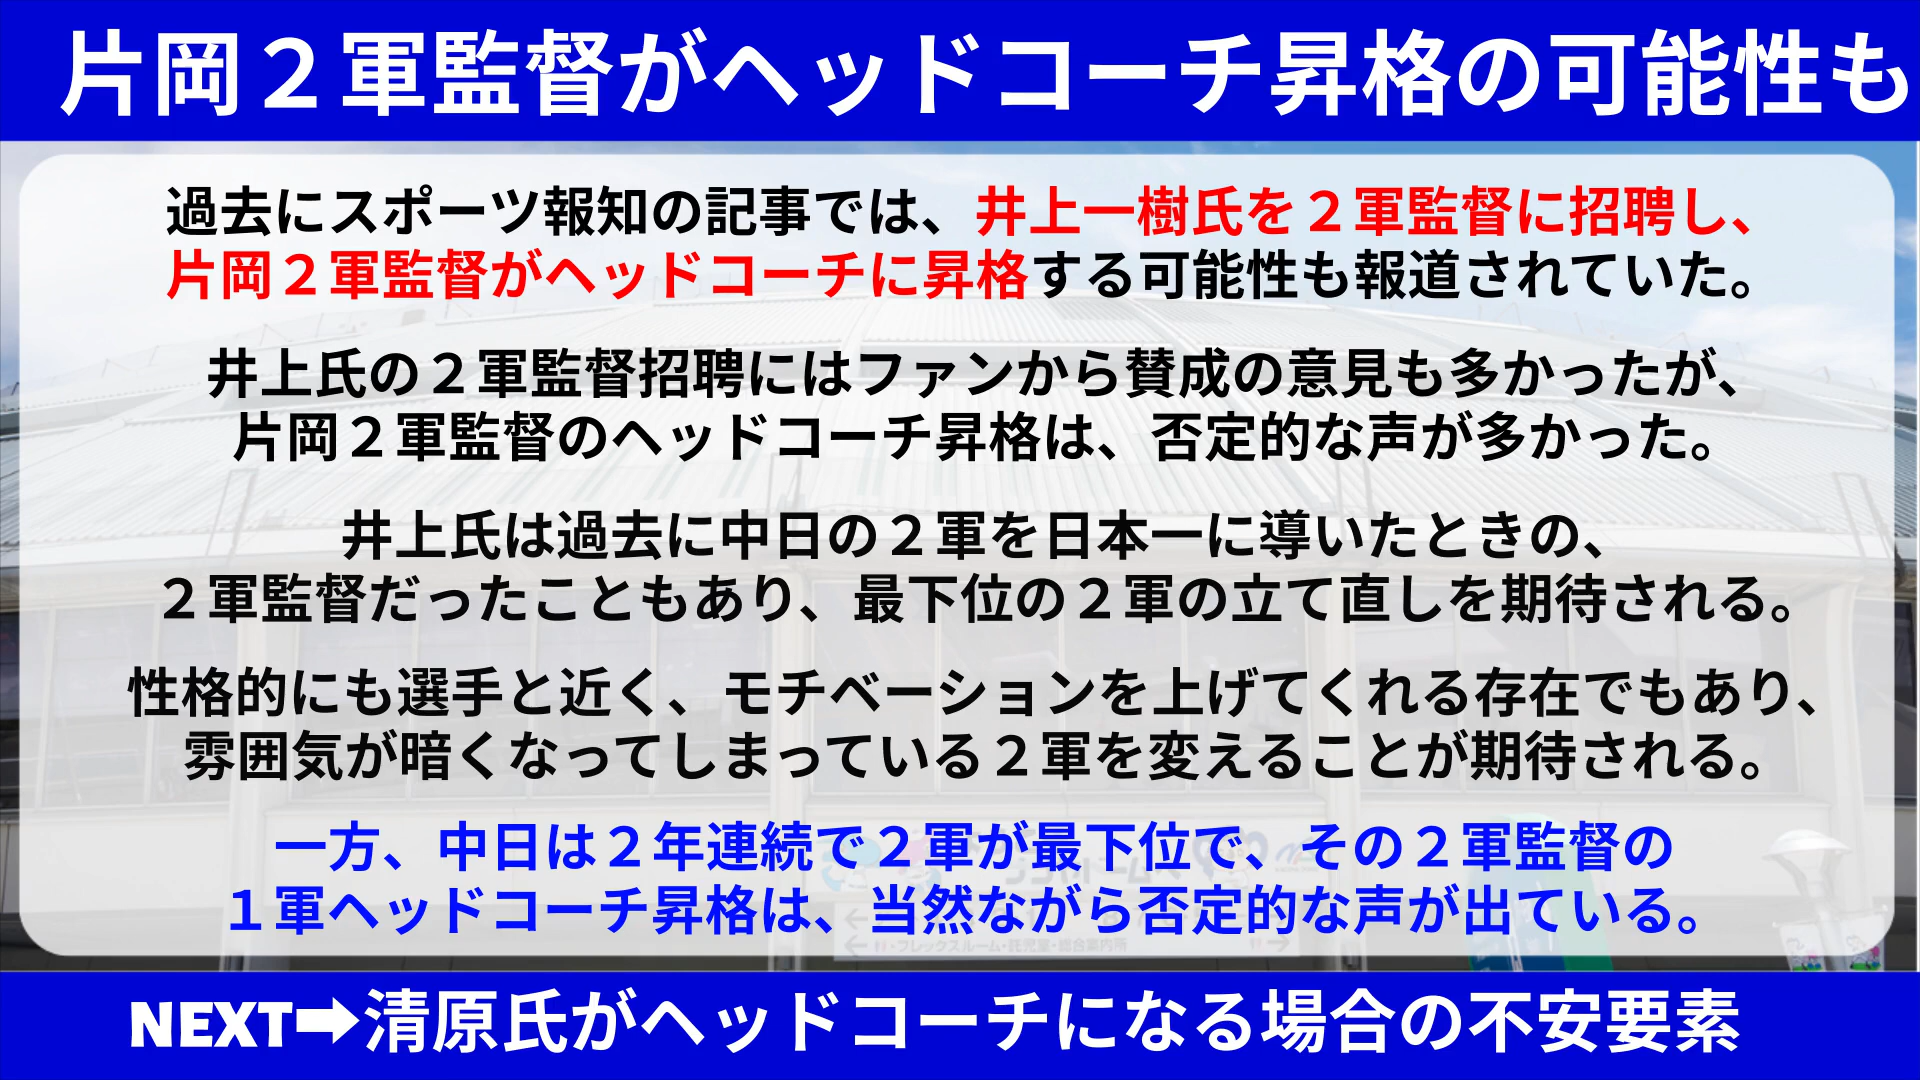 片岡２軍監督がヘッドコーチ昇格の可能性も
過去にスポーツ報知の記事では、井上一樹氏を２軍監督に招聘し、
片岡２軍監督がヘッドコーチに昇格する可能性も報道されていた。
井上氏の２軍監督招聘にはファンから賛成の意見も多かったが、
片岡２軍監督のヘッドコーチ昇格は、否定的な声が多かった。
井上氏は過去に中日の２軍を日本一に導いたときの、
２軍監督だったこともあり、最下位の２軍の立て直しを期待される。
性格的にも選手と近く、モチベーションを上げてくれる存在でもあり、
雰囲気が暗くなってしまっている２軍を変えることが期待される。
一方、中日は２年連続で２軍が最下位で、その２軍監督の
１軍ヘッドコーチ昇格は、当然ながら否定的な声が出ている。
フレックスルーム・託児室・総合案内所
NEXT➡清原氏がヘッドコーチになる場合の不安要素